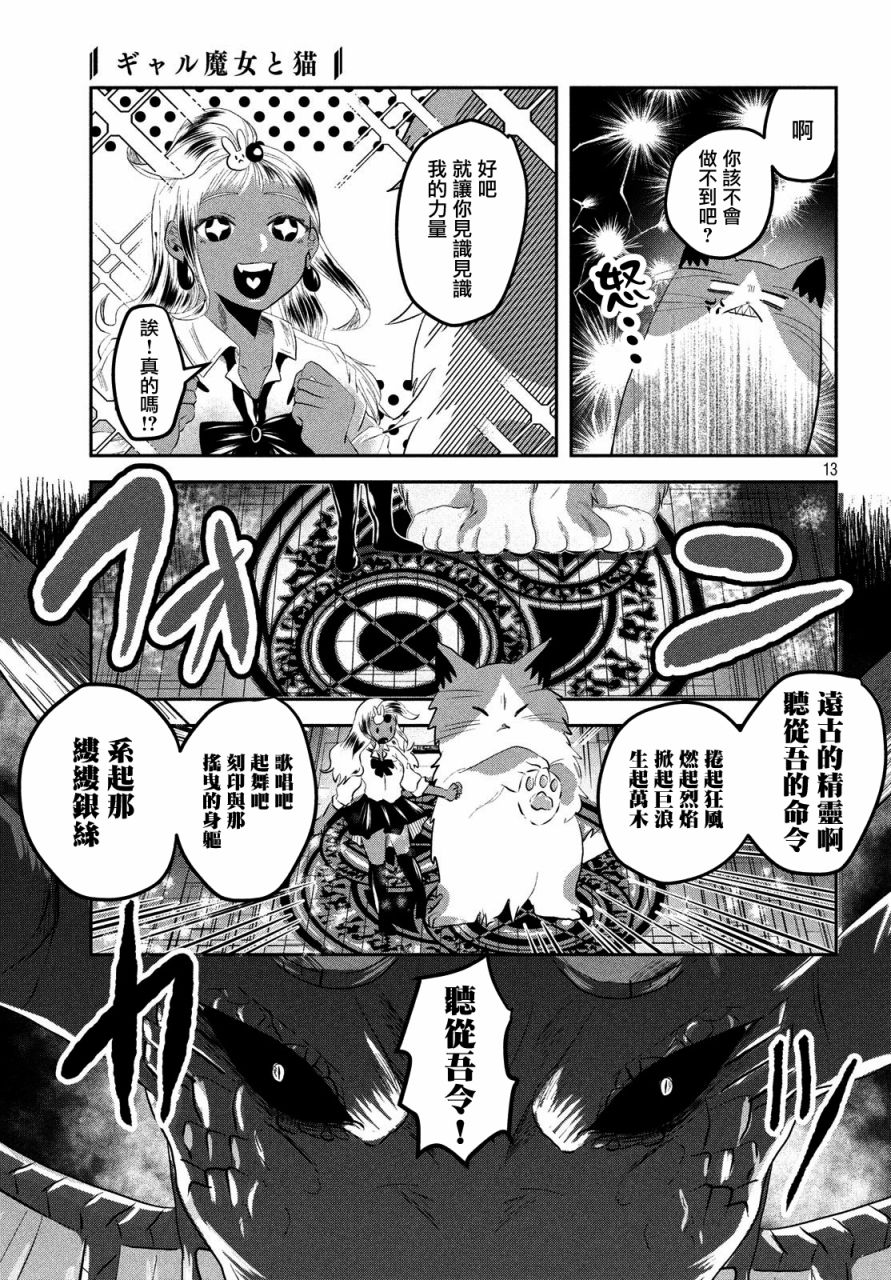 ギャル魔女と猫
啊
你該不會
做不到吧?
怒…
好吧
就讓你見識見識
我的力量
誒!真的嗎!?
13
フオン
遠古的精靈啊
聽從吾的命令
捲起狂風
燃起烈焰
掀起巨浪
生起萬木
歌唱吧
起舞吧
刻印與那
搖曳的身軀
系起那
縷縷銀絲
聽從吾令!